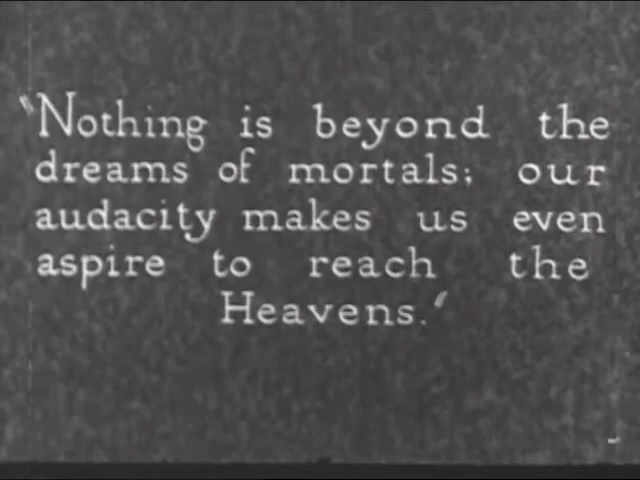 "Nothing is beyond the
dreams of mortals; our
audacity makes us even
aspire to reach the
Heavens."